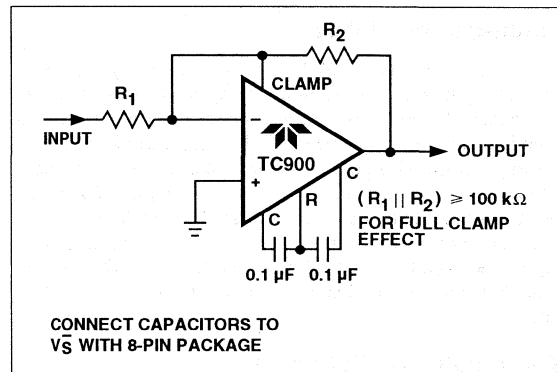 R2
CLAMP
R1
INPUT
−
TC900
OUTPUT
+
C
R
C
(R1 || R2) ≥ 100 kΩ
FOR FULL CLAMP
EFFECT
0.1 µF
0.1 µF
CONNECT CAPACITORS TO
V̄S WITH 8-PIN PACKAGE